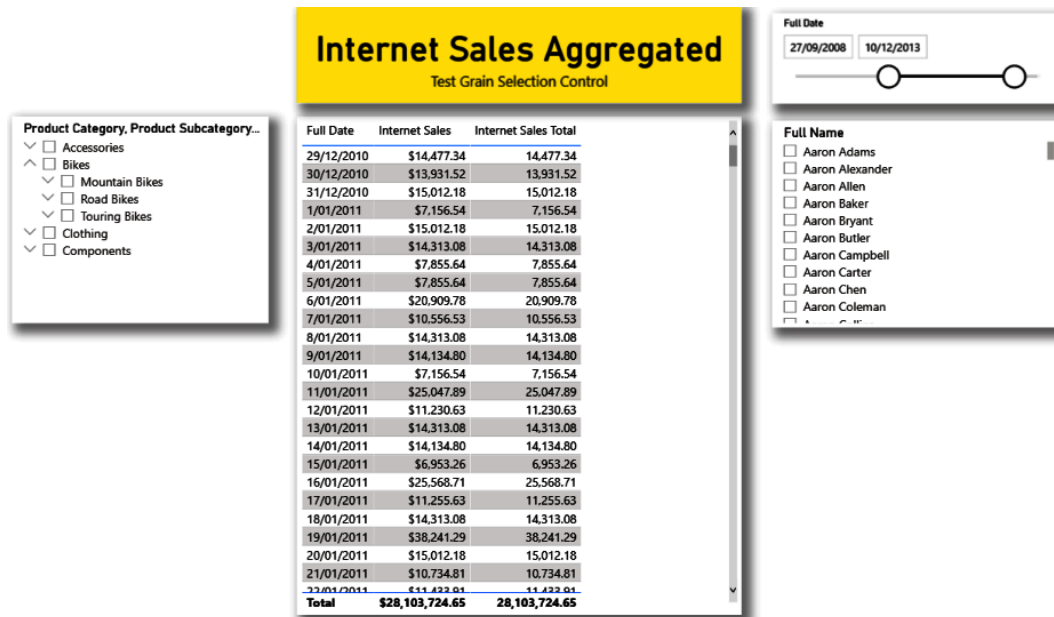 Internet Sales Aggregated
Test Grain Selection Control
Full Date
27/09/2008 10/12/2013
Product Category, Product Subcategory...
Accessories
Bikes
Mountain Bikes
Road Bikes
Touring Bikes
Clothing
Components
Full Date Internet Sales Internet Sales Total
29/12/2010 $14,477.34 14,477.34
30/12/2010 $13,931.52 13,931.52
31/12/2010 $15,012.18 15,012.18
1/01/2011 $7,156.54 7,156.54
2/01/2011 $15,012.18 15,012.18
3/01/2011 $14,313.08 14,313.08
4/01/2011 $7,855.64 7,855.64
5/01/2011 $7,855.64 7,855.64
6/01/2011 $20,909.78 20,909.78
7/01/2011 $10,556.53 10,556.53
8/01/2011 $14,313.08 14,313.08
9/01/2011 $14,134.80 14,134.80
10/01/2011 $7,156.54 7,156.54
11/01/2011 $25,047.89 25,047.89
12/01/2011 $11,230.63 11,230.63
13/01/2011 $14,313.08 14,313.08
14/01/2011 $14,134.80 14,134.80
15/01/2011 $6,953.26 6,953.26
16/01/2011 $25,568.71 25,568.71
17/01/2011 $11,255.63 11,255.63
18/01/2011 $14,313.08 14,313.08
19/01/2011 $38,241.29 38,241.29
20/01/2011 $15,012.18 15,012.18
21/01/2011 $10,734.81 10,734.81
22/01/2011 $11,433.91 11,433.91
Total $28,103,724.65 28,103,724.65
Full Name
Aaron Adams
Aaron Alexander
Aaron Allen
Aaron Baker
Aaron Bryant
Aaron Butler
Aaron Campbell
Aaron Carter
Aaron Chen
Aaron Coleman